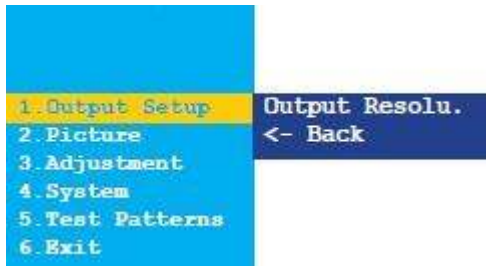 1.Output Setup
2.Picture
3.Adjustment
4.System
5.Test Patterns
6.Exit
Output Resolu.
<- Back